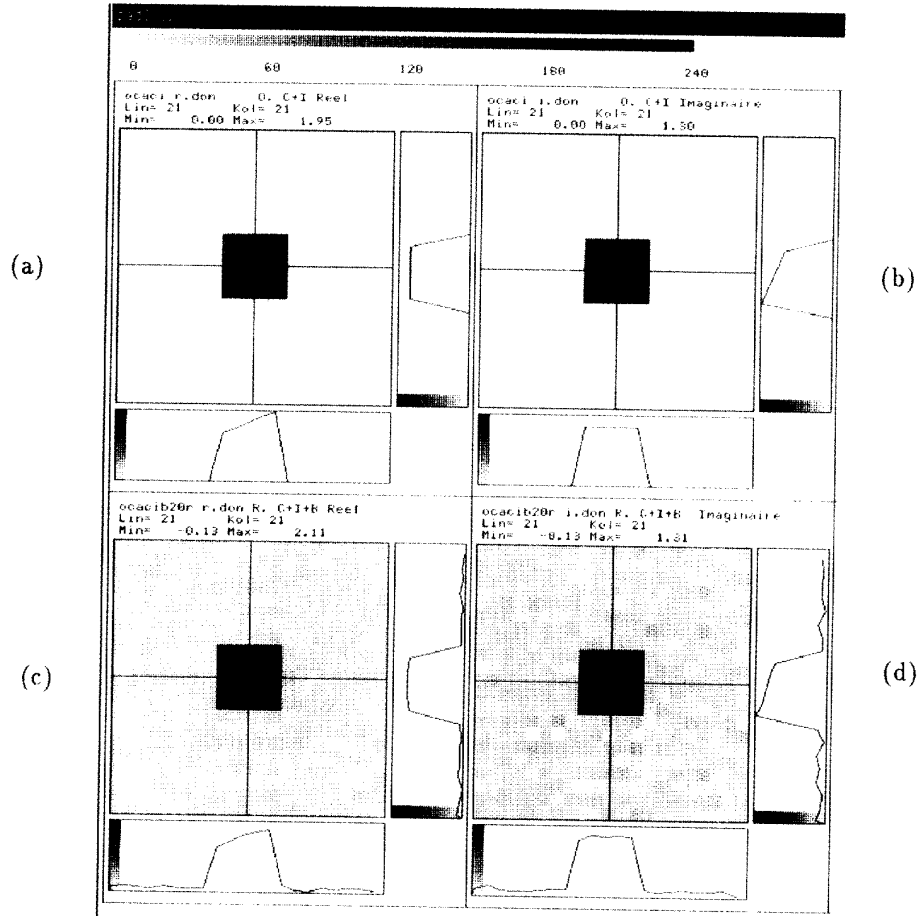 0 60 120 180 240
ocaci r.don O. C+I Reel
Lin= 21 Kol= 21
Min= 0.00 Max= 1.95
ocaci i.don O. C+I Imaginaire
Lin= 21 Kol= 21
Min= 0.00 Max= 1.30
(a)
(b)
ocacib20r r.don R. C+I+B Reel
Lin= 21 Kol= 21
Min= -0.13 Max= 2.11
ocacib20r i.don R. C+I+B Imaginaire
Lin= 21 Kol= 21
Min= -0.13 Max= 1.31
(c)
(d)